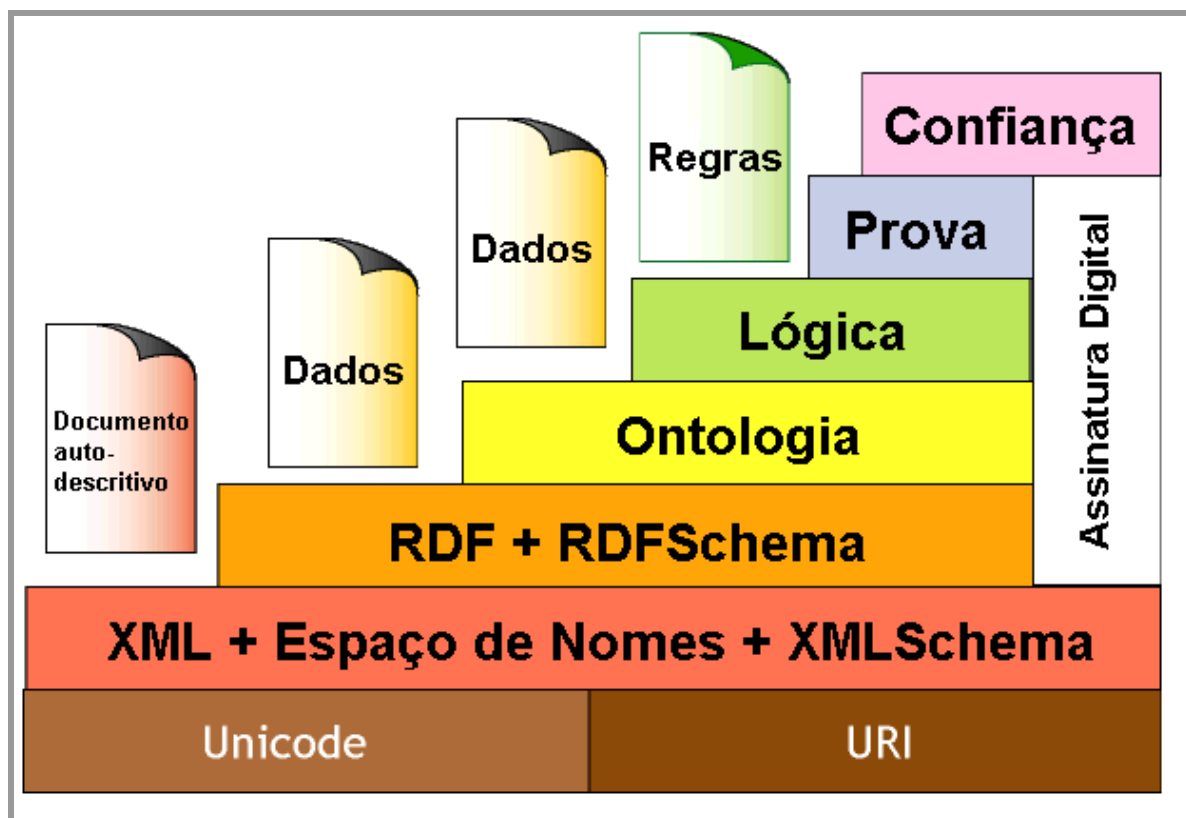 Regras
Confiança
Dados
Prova
Dados
Lógica
Assinatura Digital
Documento
auto-
descritivo
Ontologia
RDF + RDFSchema
XML + Espaço de Nomes + XMLSchema
Unicode
URI